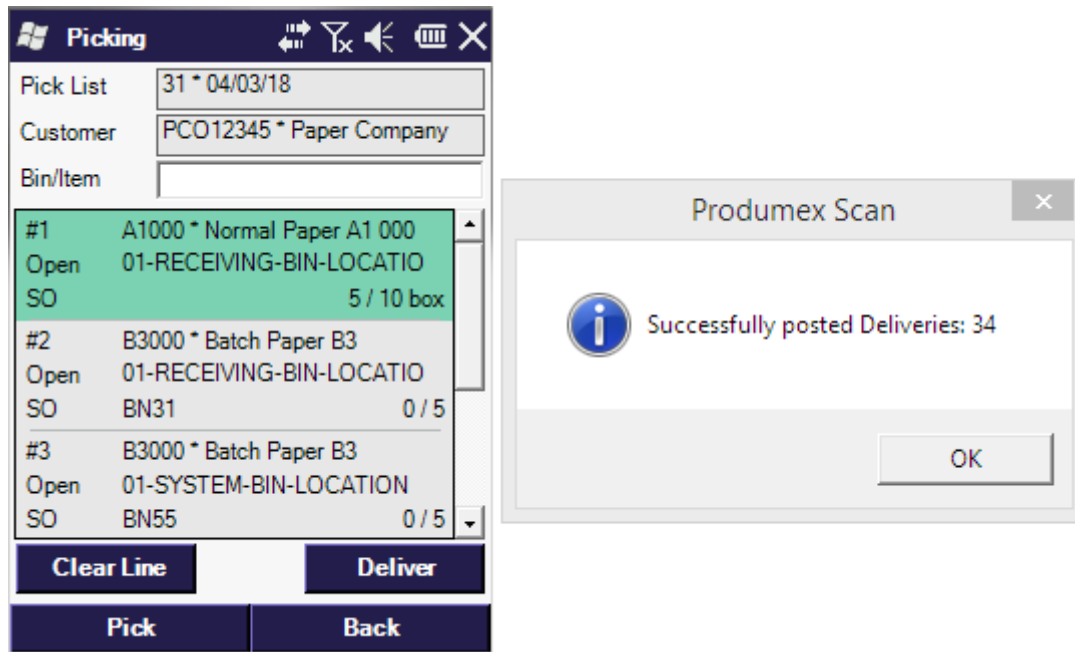 Picking
Pick List 31 * 04/03/18
Customer PCO12345 * Paper Company
Bin/Item
#1 A1000 * Normal Paper A1 000
Open 01-RECEIVING-BIN-LOCATIO
SO 5 / 10 box
#2 B3000 * Batch Paper B3
Open 01-RECEIVING-BIN-LOCATIO
SO BN31 0 / 5
#3 B3000 * Batch Paper B3
Open 01-SYSTEM-BIN-LOCATION
SO BN55 0 / 5
Clear Line Deliver
Pick Back
Produmex Scan
Successfully posted Deliveries: 34
OK